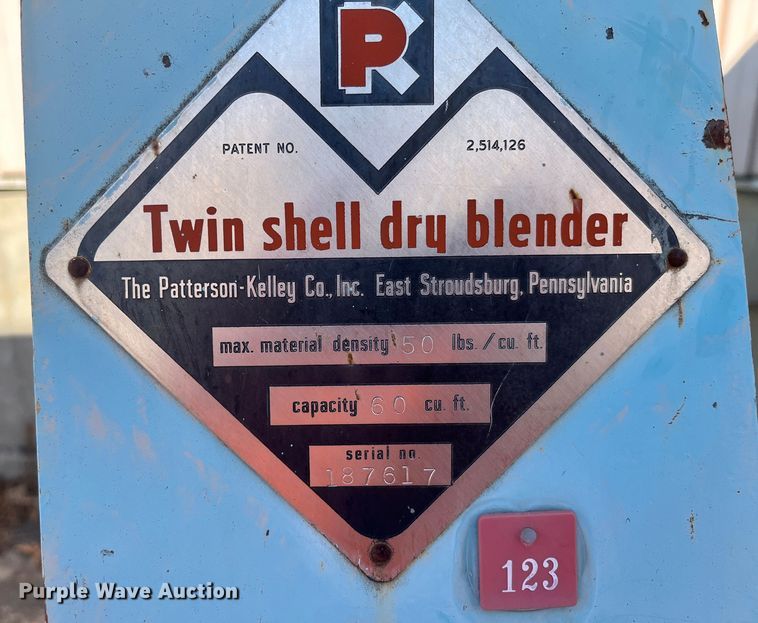 PK
PATENT NO. 2,514,126
Twin shell dry blender
The Patterson-Kelley Co., Inc. East Stroudsburg, Pennsylvania
max. material density 50 lbs./cu. ft.
capacity 60 cu. ft.
serial no.
187617
123
Purple Wave Auction